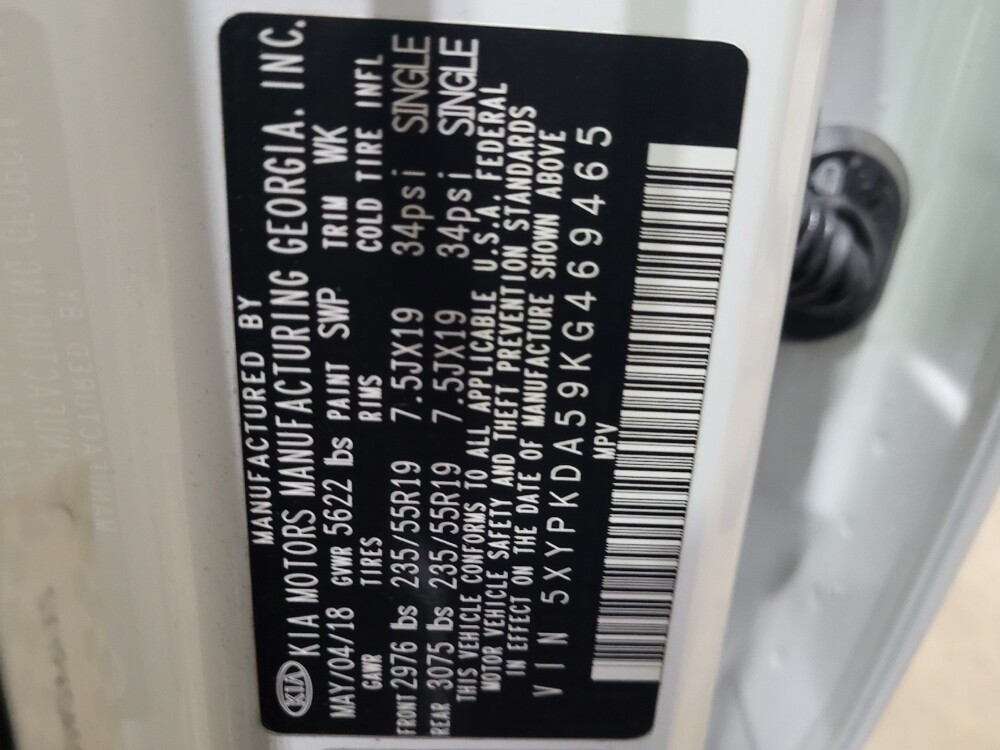 MANUFACTURED BY
KIA KIA MOTORS MANUFACTURING GEORGIA. INC.
MAY/04/18 GVWR 5622 lbs PAINT SWP TRIM WK
GAWR TIRES RIMS COLD TIRE INFL
FRONT 2976 lbs 235/55R19 7.5JX19 34psi SINGLE
REAR 3075 lbs 235/55R19 7.5JX19 34psi SINGLE
THIS VEHICLE CONFORMS TO ALL APPLICABLE U.S.A. FEDERAL
MOTOR VEHICLE SAFETY AND THEFT PREVENTION STANDARDS
IN EFFECT ON THE DATE OF MANUFACTURE SHOWN ABOVE
VIN 5XYPKDA59KG469465
MPV